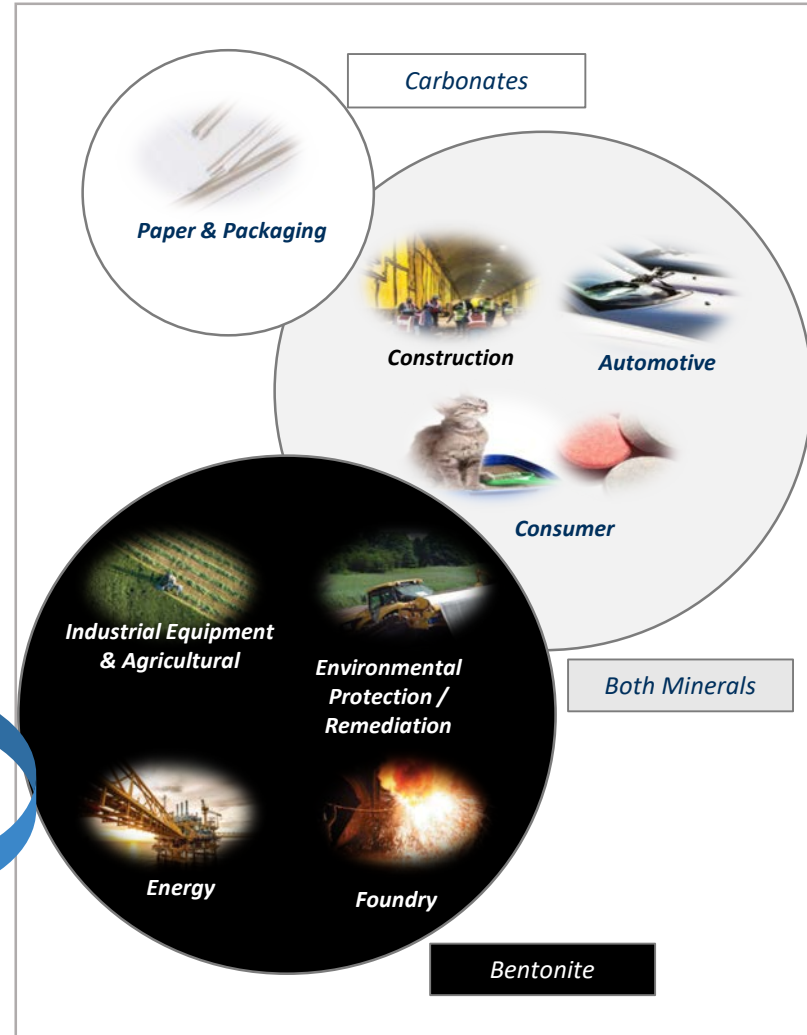 Carbonates
Paper & Packaging
Construction
Automotive
Consumer
Industrial Equipment
& Agricultural
Environmental
Protection /
Remediation
Both Minerals
Energy
Foundry
Bentonite